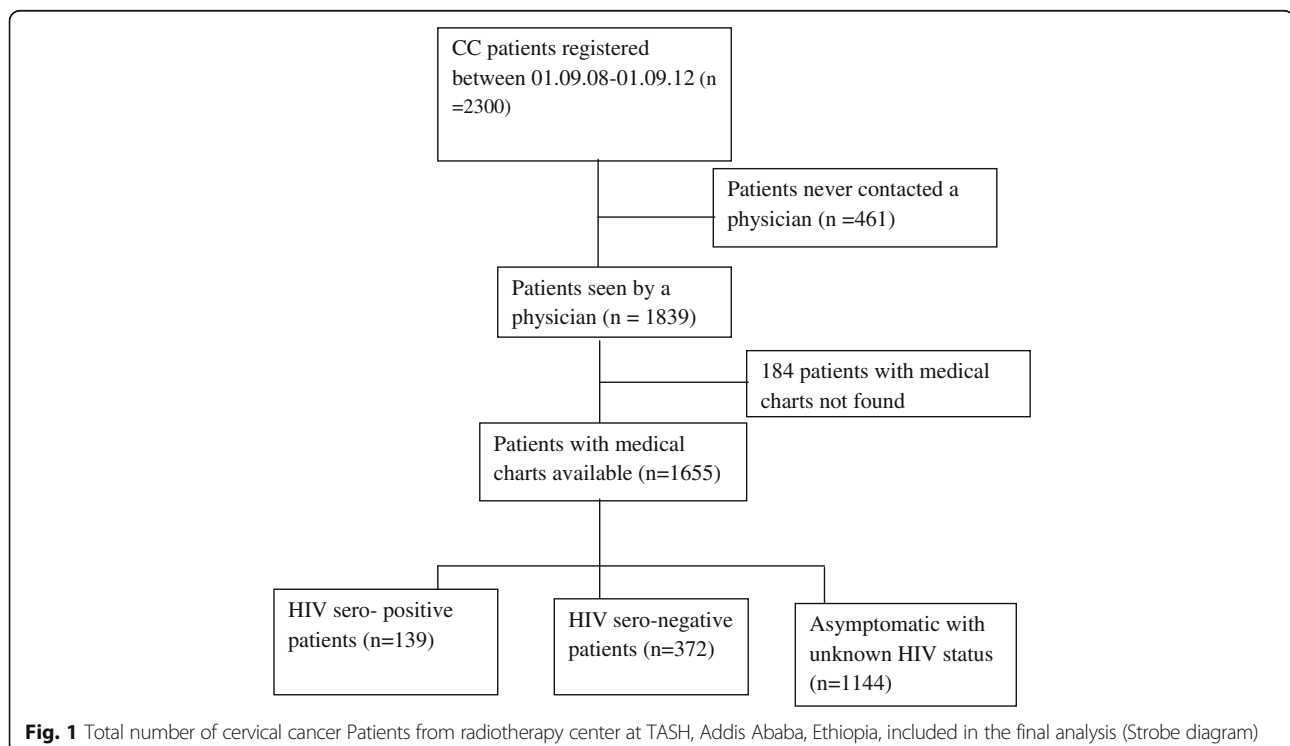 CC patients registered
between 01.09.08-01.09.12 (n
=2300)
Patients never contacted a
physician (n =461)
Patients seen by a
physician (n = 1839)
184 patients with medical
charts not found
Patients with medical
charts available (n=1655)
HIV sero- positive
patients (n=139)
HIV sero-negative
patients (n=372)
Asymptomatic with
unknown HIV status
(n=1144)
Fig. 1 Total number of cervical cancer Patients from radiotherapy center at TASH, Addis Ababa, Ethiopia, included in the final analysis (Strobe diagram)